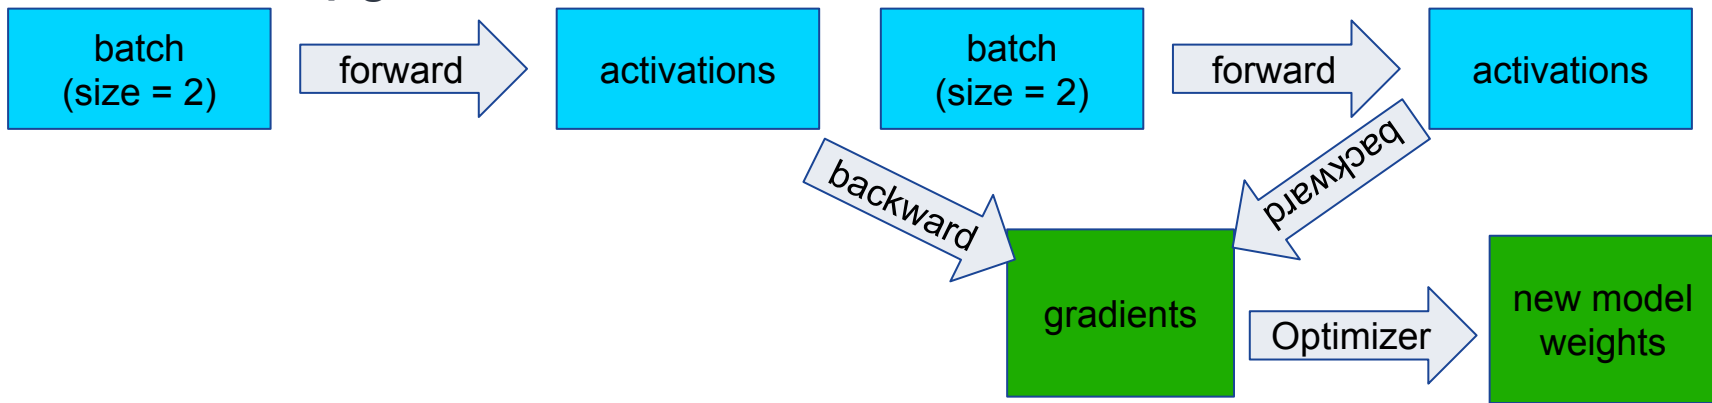 batch
(size = 2)
forward
activations
batch
(size = 2)
forward
activations
backward
backward
gradients
Optimizer
new model
weights